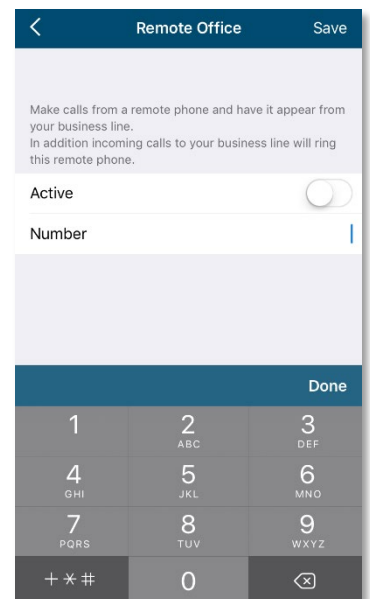 Remote Office Save
Make calls from a remote phone and have it appear from
your business line.
In addition incoming calls to your business line will ring
this remote phone.
Active
Number
Done
1 2 3
ABC DEF
4 5 6
GHI JKL MNO
7 8 9
PQRS TUV WXYZ
+*# 0